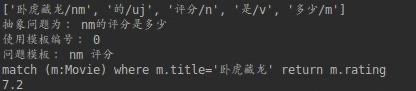 ['卧虎藏龙/nm', '的/uj', '评分/n', '是/v', '多少/m']
抽象问题为： nm的评分是多少
使用模板编号： 0
问题模板： nm 评分
match (m:Movie) where m.title='卧虎藏龙' return m.rating
7.2